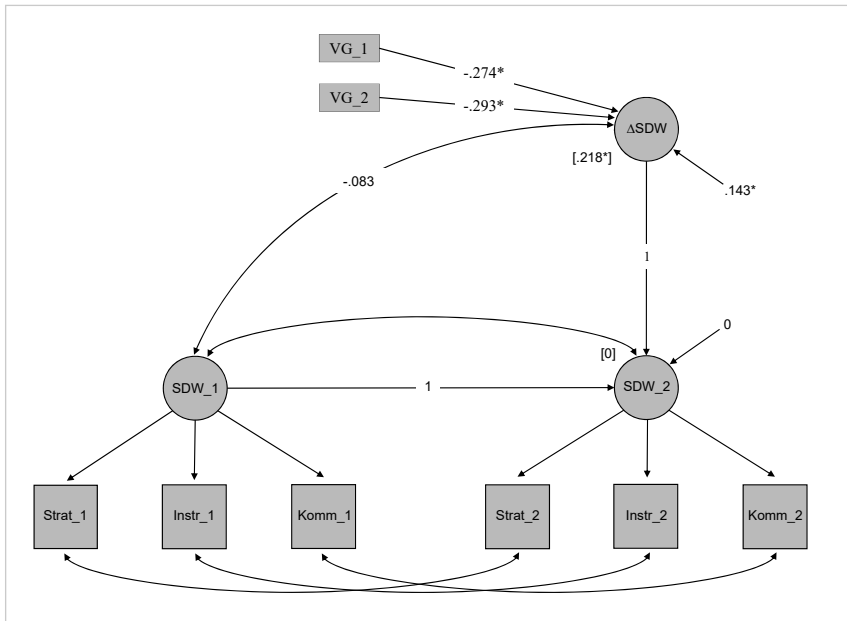 VG_1
-.274*
VG_2
-.293*
∆SDW
[.218*]
-.083
.143*
1
0
[0]
SDW_1
1
SDW_2
Strat_1
Instr_1
Komm_1
Strat_2
Instr_2
Komm_2